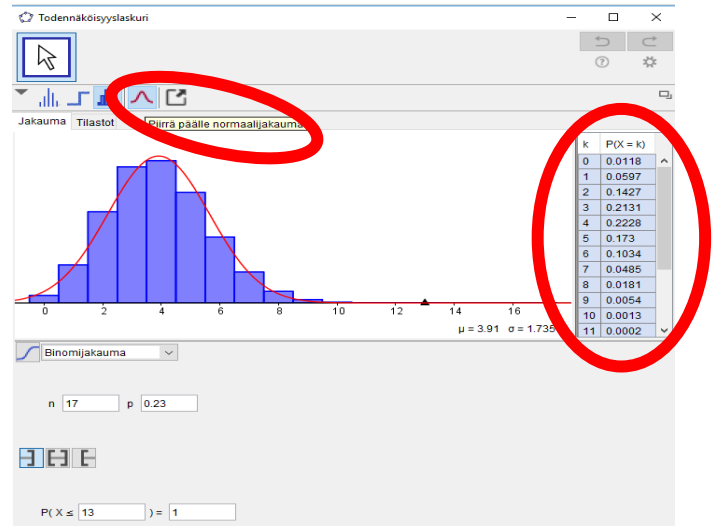 Todennäköisyyslaskuri
Jakauma Tilastot
Piirrä päälle normaalijakauma
k P(X = k)
0 0.0118
1 0.0597
2 0.1427
3 0.2131
4 0.2228
5 0.173
6 0.1034
7 0.0485
8 0.0181
9 0.0054
10 0.0013
11 0.0002
0 2 4 6 8 10 12 14 16
μ = 3.91 σ = 1.735
Binomijakauma
n 17 p 0.23
P( X ≤ 13 ) = 1